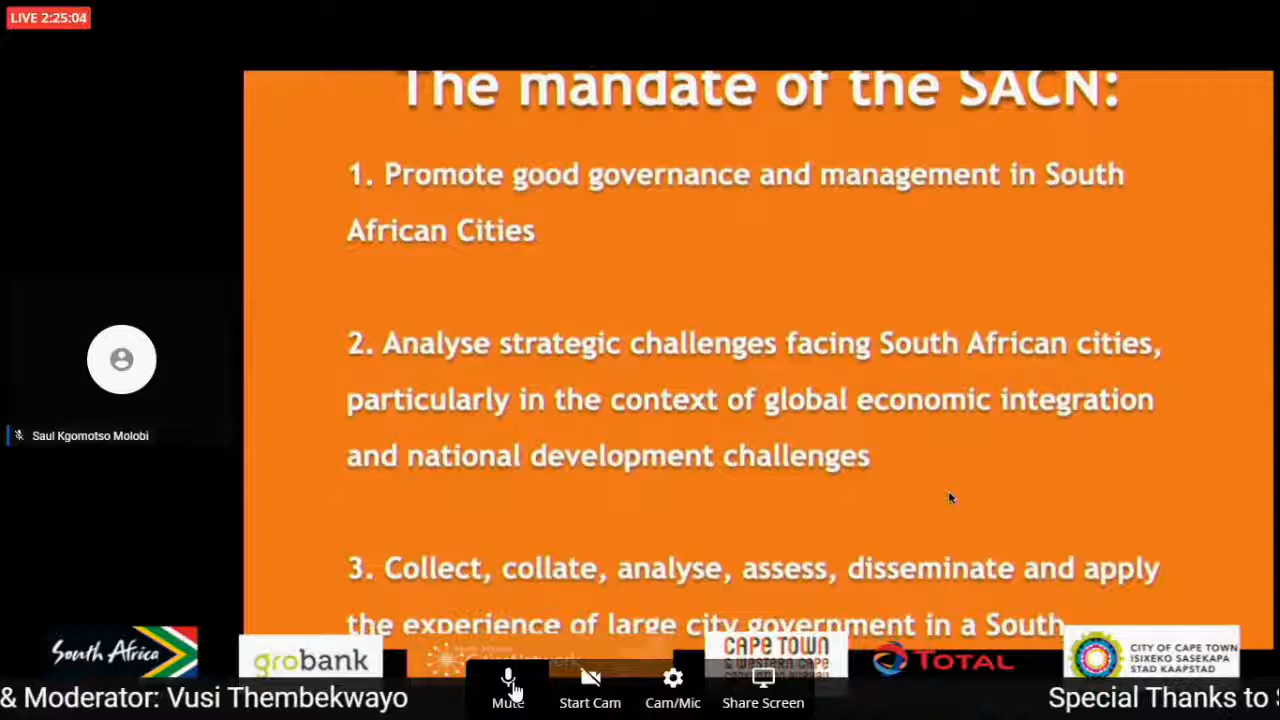 LIVE 2:25:04
The mandate of the SACN:
1. Promote good governance and management in South
African Cities
2. Analyse strategic challenges facing South African cities,
particularly in the context of global economic integration
and national development challenges
3. Collect, collate, analyse, assess, disseminate and apply
the experience of large city government in a South
Saul Kgomotso Molobi
South Africa
grobank
CAPE TOWN
& WESTERN CAPE
TOTAL
CITY OF CAPE TOWN
ISIXEKO SASEKAPA
STAD KAAPSTAD
Mute
Start Cam
Cam/Mic
Share Screen
& Moderator: Vusi Thembekwayo
Special Thanks to